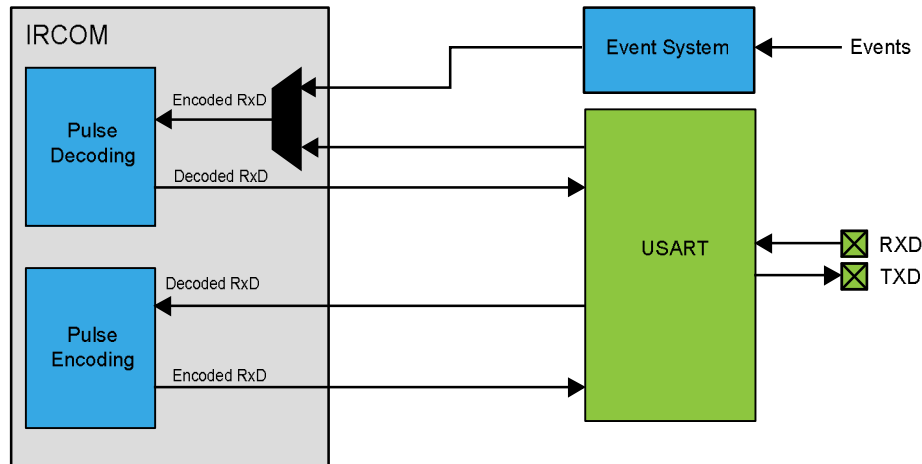 IRCOM
Event System
Events
Encoded RxD
Pulse
Decoding
Decoded RxD
USART
RXD
TXD
Decoded RxD
Pulse
Encoding
Encoded RxD